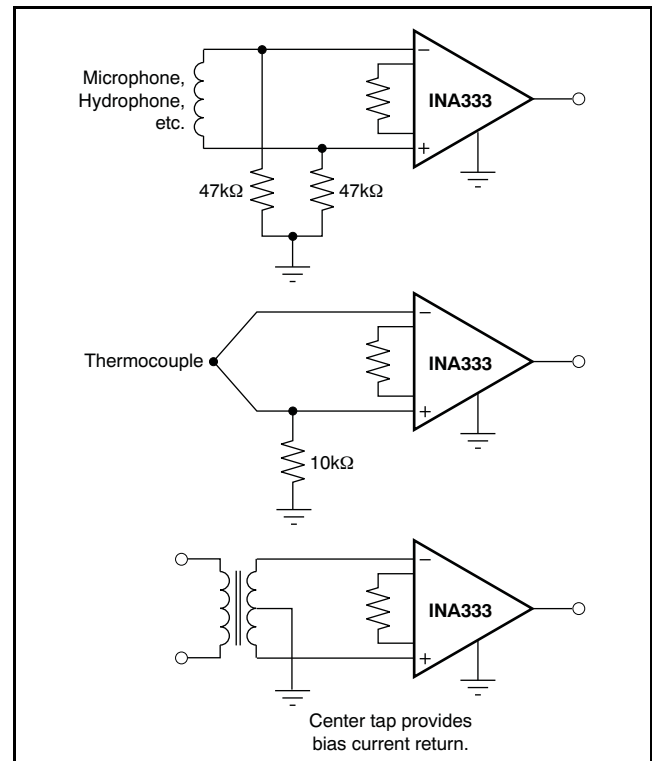 Microphone,
Hydrophone,
etc.
−
INA333
+
47kΩ
47kΩ
Thermocouple
−
INA333
+
10kΩ
−
INA333
+
Center tap provides
bias current return.